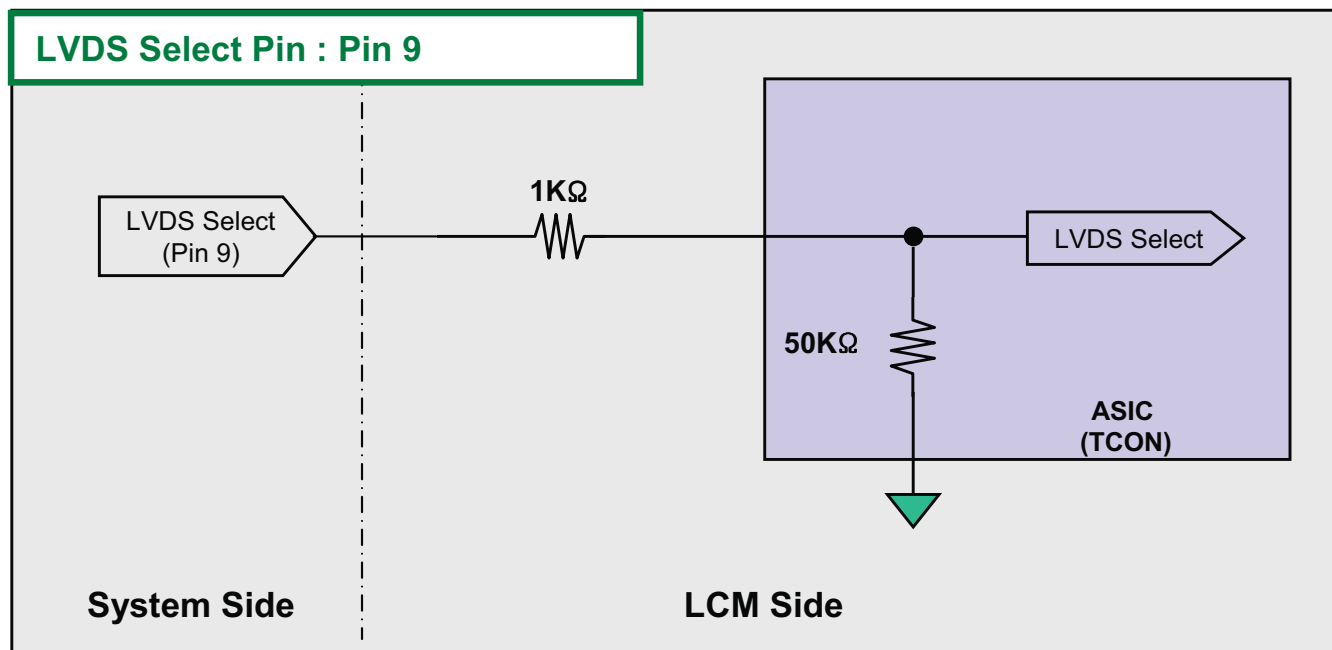 LVDS Select Pin : Pin 9
1KΩ
LVDS Select
(Pin 9)
LVDS Select
50KΩ
ASIC
(TCON)
System Side
LCM Side